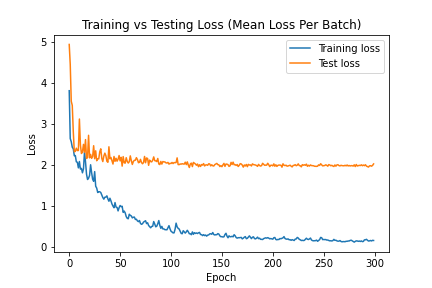 Training vs Testing Loss (Mean Loss Per Batch)
Training loss
Test loss
5
4
3
2
1
0
Loss
0 50 100 150 200 250 300
Epoch